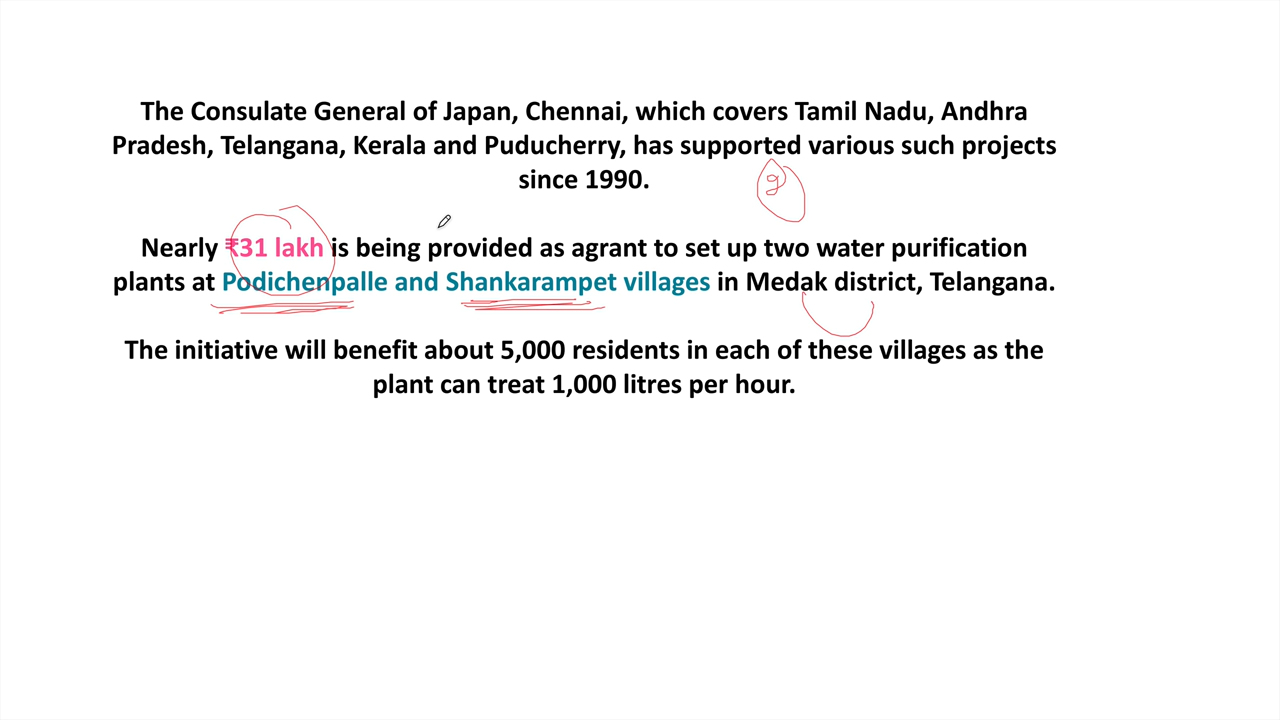 The Consulate General of Japan, Chennai, which covers Tamil Nadu, Andhra
Pradesh, Telangana, Kerala and Puducherry, has supported various such projects
since 1990.
Nearly ₹31 lakh is being provided as agrant to set up two water purification
plants at Podichenpalle and Shankarampet villages in Medak district, Telangana.
The initiative will benefit about 5,000 residents in each of these villages as the
plant can treat 1,000 litres per hour.